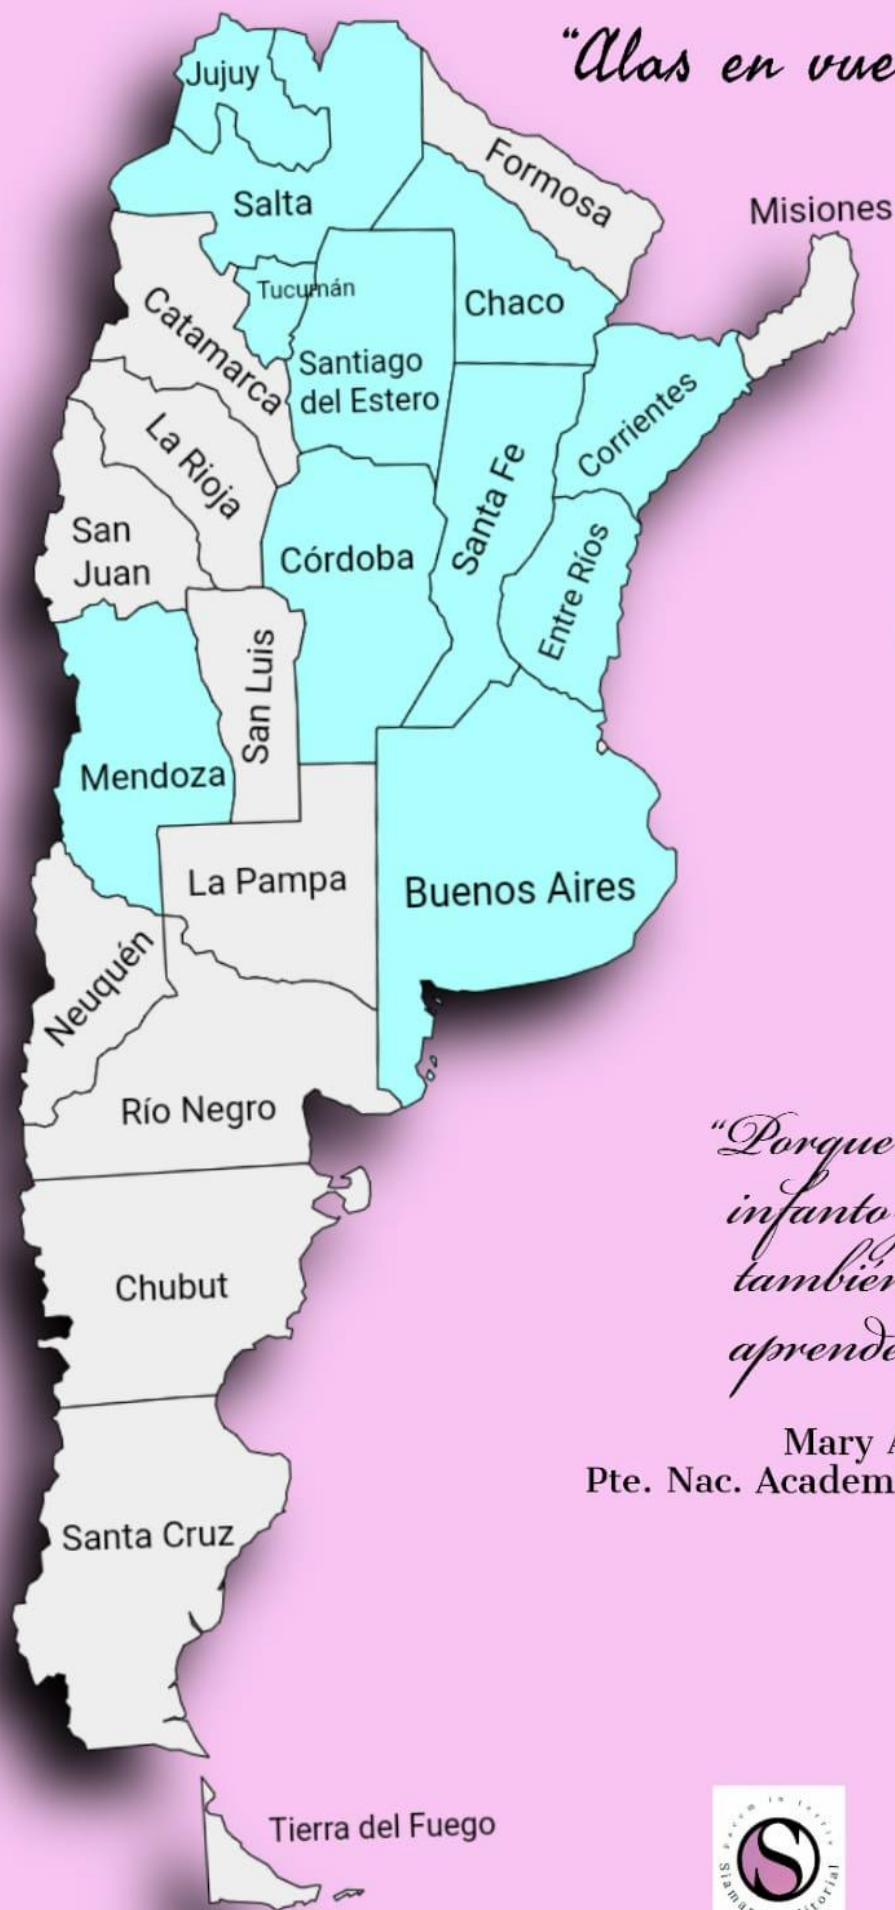 "Alas en vue
Jujuy
Formosa
Misiones
Salta
Tucumán
Chaco
Catamarca
Santiago
del Estero
Corrientes
La Rioja
Santa Fe
San
Juan
Córdoba
Entre Ríos
San Luis
Mendoza
La Pampa
Buenos Aires
Neuquén
Río Negro
"Porque
infanto
también
aprende
Chubut
Mary A
Pte. Nac. Academ
Santa Cruz
Tierra del Fuego
S